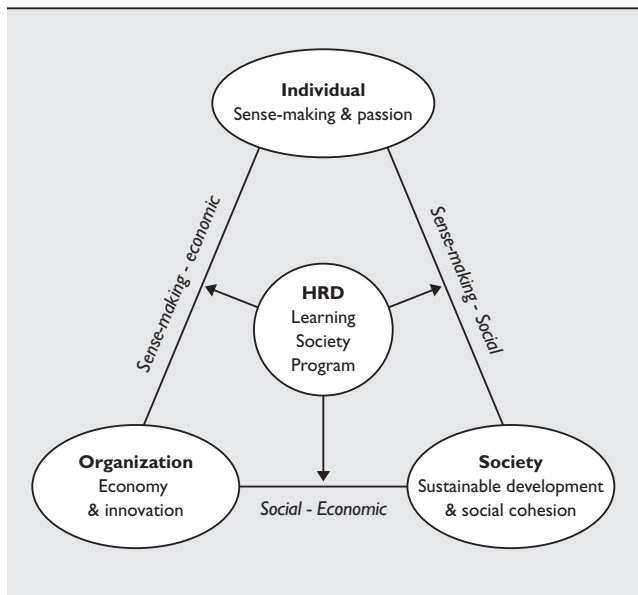 Individual
Sense-making & passion
Sense-making - economic
Sense-making - Social
HRD
Learning
Society
Program
Organization
Economy
& innovation
Social - Economic
Society
Sustainable development
& social cohesion